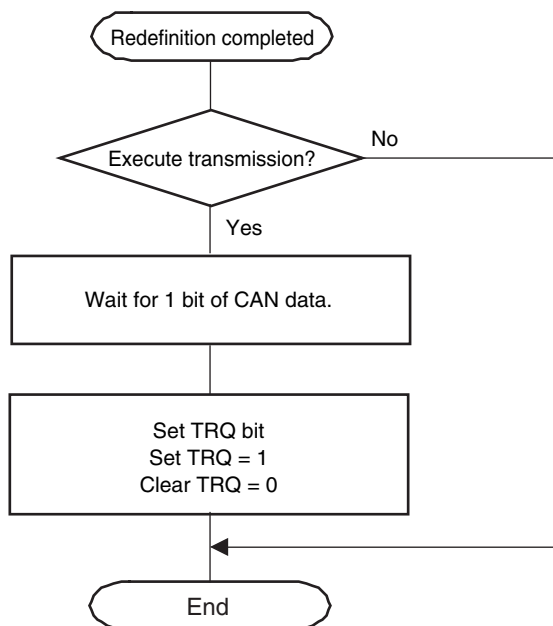 Redefinition completed
Execute transmission?
No
Yes
Wait for 1 bit of CAN data.
Set TRQ bit
Set TRQ = 1
Clear TRQ = 0
End